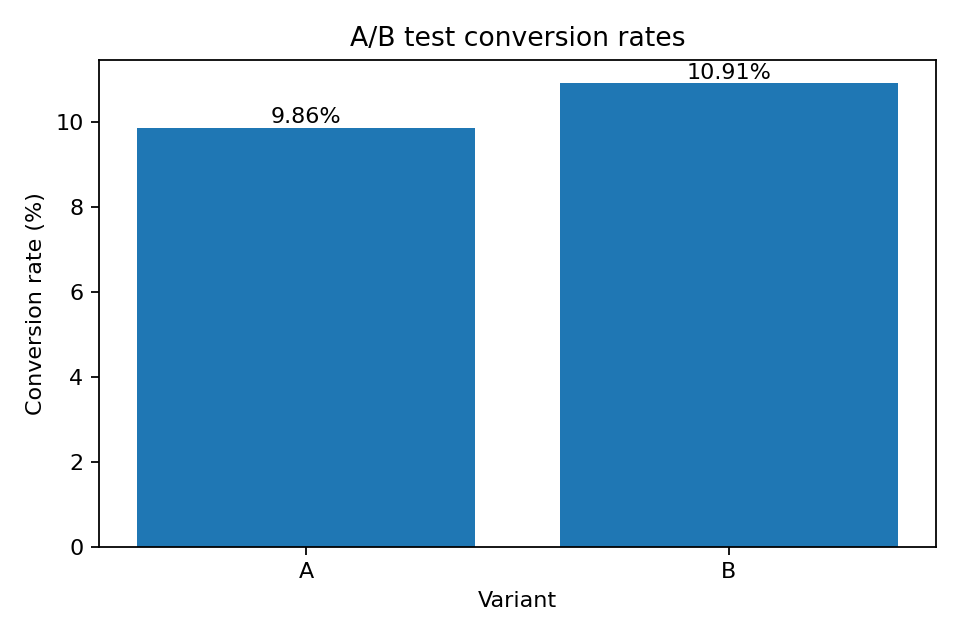 A/B test conversion rates
Conversion rate (%)
10
8
6
4
2
0
9.86%
10.91%
A
B
Variant